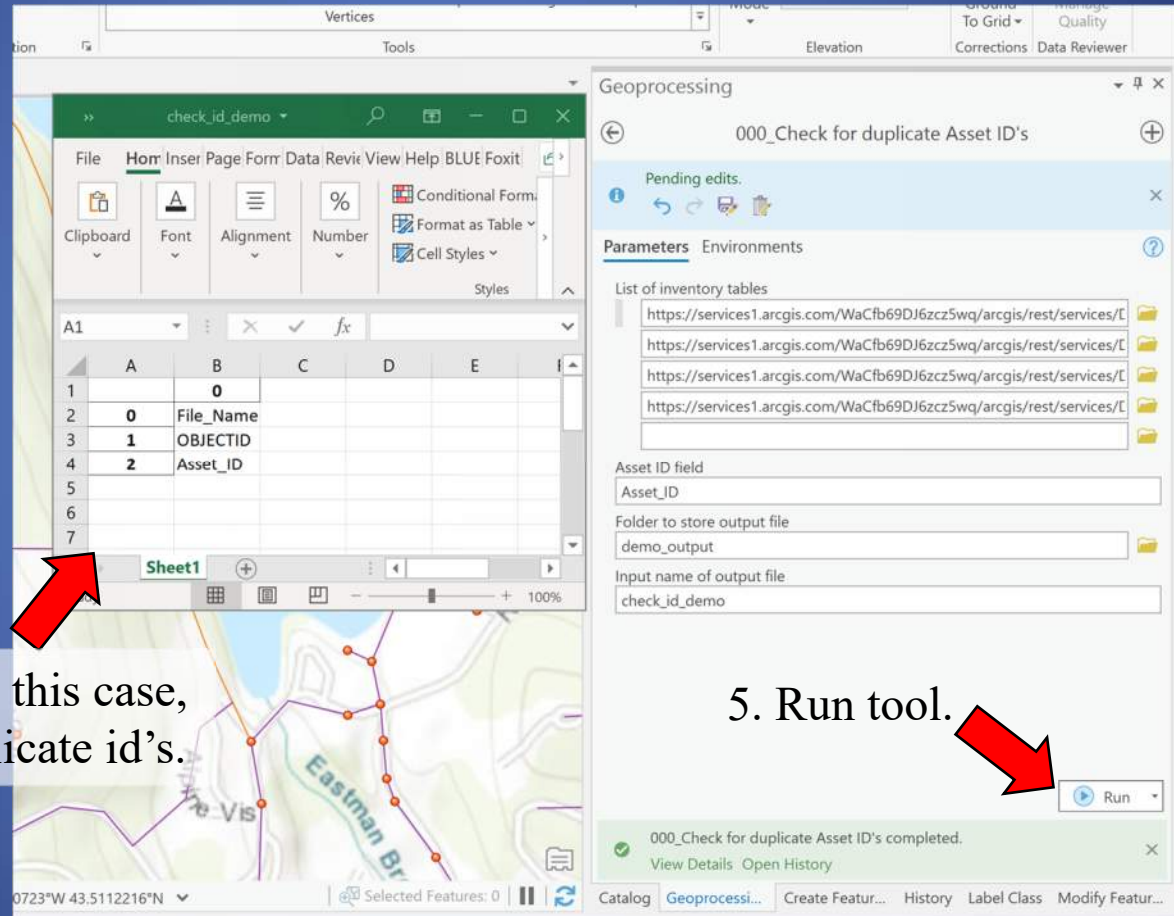 Vertices
To Grid
Quality
Tools
Elevation
Corrections
Data Reviewer
check_id_demo
File Hom Inser Page Forr Data Revie View Help BLUE Foxit
Clipboard
Font
Alignment
%
Number
Conditional Form
Format as Table
Cell Styles
Styles
A1
fx
A B C D E
1 0
2 0 File_Name
3 1 OBJECTID
4 2 Asset_ID
5
6
7
Sheet1
100%
this case,
icate id's.
Eastman Br
Vis
0723"W 43.5112216"N
Selected Features: 0
Geoprocessing
000_Check for duplicate Asset ID's
Pending edits.
Parameters Environments
List of inventory tables
https://services1.arcgis.com/WaCfb69DJ6zcz5wq/arcgis/rest/services/D
https://services1.arcgis.com/WaCfb69DJ6zcz5wq/arcgis/rest/services/D
https://services1.arcgis.com/WaCfb69DJ6zcz5wq/arcgis/rest/services/D
https://services1.arcgis.com/WaCfb69DJ6zcz5wq/arcgis/rest/services/D
Asset ID field
Asset_ID
Folder to store output file
demo_output
Input name of output file
check_id_demo
5. Run tool.
Run
000_Check for duplicate Asset ID's completed.
View Details Open History
Catalog Geoprocessi... Create Featur... History Label Class Modify Featur...